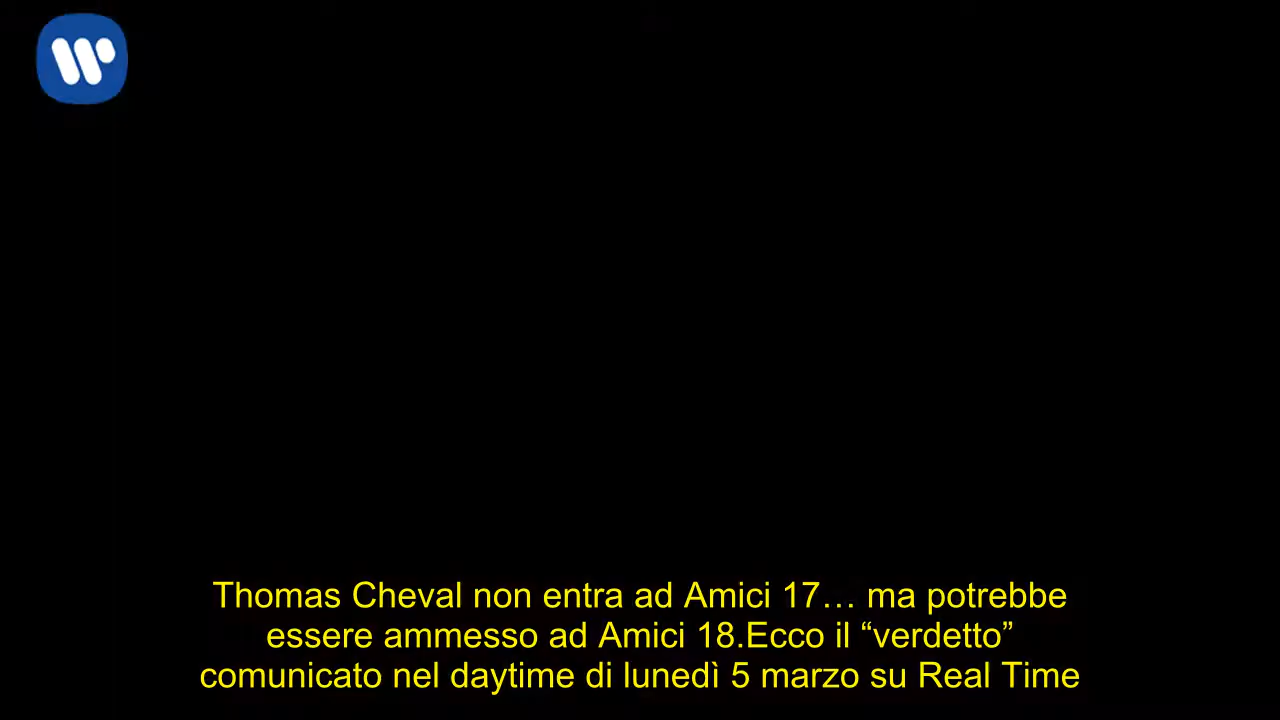 Thomas Cheval non entra ad Amici 17… ma potrebbe
essere ammesso ad Amici 18.Ecco il “verdetto”
comunicato nel daytime di lunedì 5 marzo su Real Time